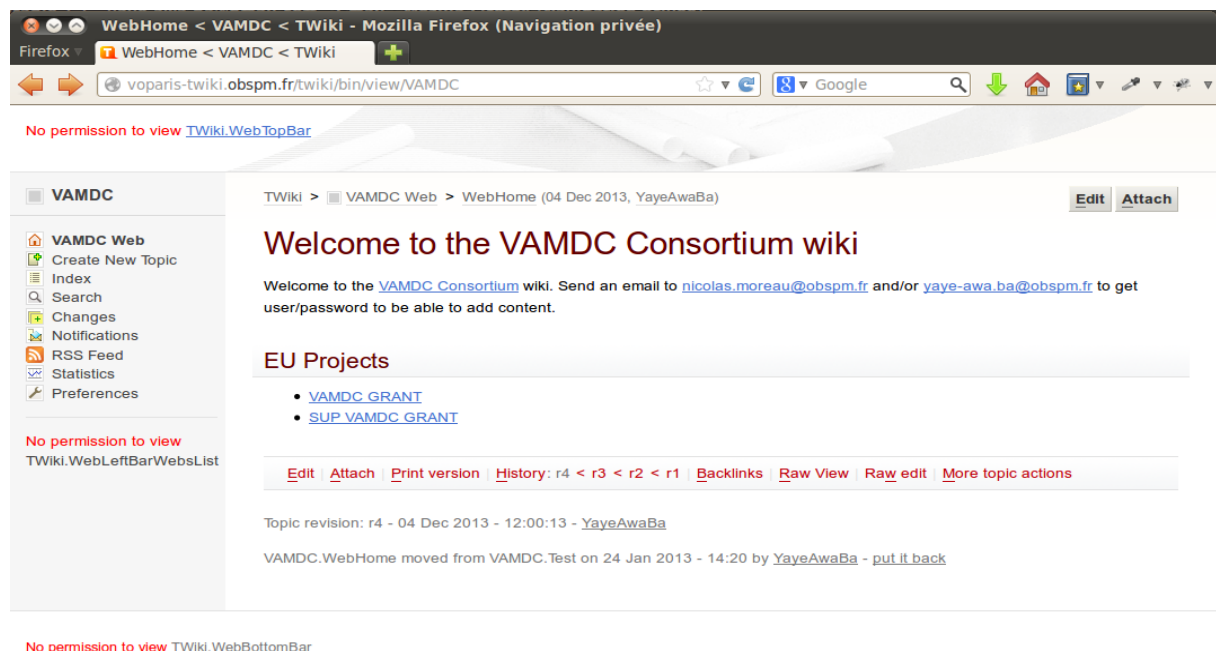 WebHome < VAMDC < TWiki - Mozilla Firefox (Navigation privée)
Firefox
WebHome < VAMDC < TWiki
voparis-twiki.obspm.fr/twiki/bin/view/VAMDC
Google
No permission to view TWiki.WebTopBar
VAMDC
VAMDC Web
Create New Topic
Index
Search
Changes
Notifications
RSS Feed
Statistics
Preferences
No permission to view
TWiki.WebLeftBarWebsList
TWiki > VAMDC Web > WebHome (04 Dec 2013, YayeAwaBa)
Edit Attach
Welcome to the VAMDC Consortium wiki
Welcome to the VAMDC Consortium wiki. Send an email to nicolas.moreau@obspm.fr and/or yaye-awa.ba@obspm.fr to get
user/password to be able to add content.
EU Projects
• VAMDC GRANT
• SUP VAMDC GRANT
Edit | Attach | Print version | History: r4 < r3 < r2 < r1 | Backlinks | Raw View | Raw edit | More topic actions
Topic revision: r4 - 04 Dec 2013 - 12:00:13 - YayeAwaBa
VAMDC.WebHome moved from VAMDC.Test on 24 Jan 2013 - 14:20 by YayeAwaBa - put it back
No permission to view TWiki.WebBottomBar